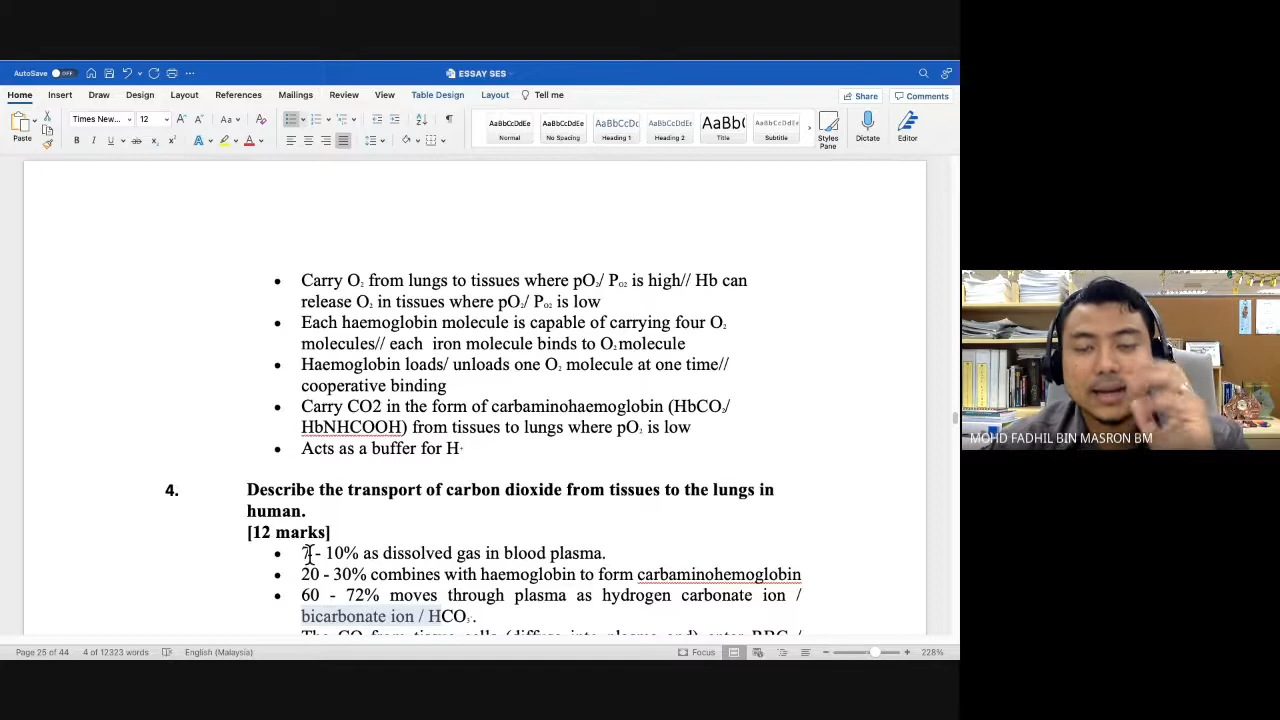 AutoSave OFF
ESSAY SES
Home Insert Draw Design Layout References Mailings Review View Table Design Layout Tell me
Share Comments
Paste
Times New... 12
AaBbCcDdEe AaBbCcDdEe AaBbCcDc AaBbCcDdEe AaBb( AaBbCcDdEe
Normal No Spacing Heading 1 Heading 2 Title Subtitle
Styles Pane
Dictate
Editor
• Carry O₂ from lungs to tissues where pO₂/ Pₒ₂ is high// Hb can
release O₂ in tissues where pO₂/ Pₒ₂ is low
• Each haemoglobin molecule is capable of carrying four O₂
molecules// each iron molecule binds to O₂ molecule
• Haemoglobin loads/ unloads one O₂ molecule at one time//
cooperative binding
• Carry CO2 in the form of carbaminohaemoglobin (HbCO₂/
HbNHCOOH) from tissues to lungs where pO₂ is low
• Acts as a buffer for H⁺
4. Describe the transport of carbon dioxide from tissues to the lungs in
human.
[12 marks]
• 7 - 10% as dissolved gas in blood plasma.
• 20 - 30% combines with haemoglobin to form carbaminohemoglobin
• 60 - 72% moves through plasma as hydrogen carbonate ion /
bicarbonate ion / HCO₃⁻.
MOHD FADHIL BIN MASRON BM
Page 25 of 44 4 of 12323 words English (Malaysia) Focus 228%